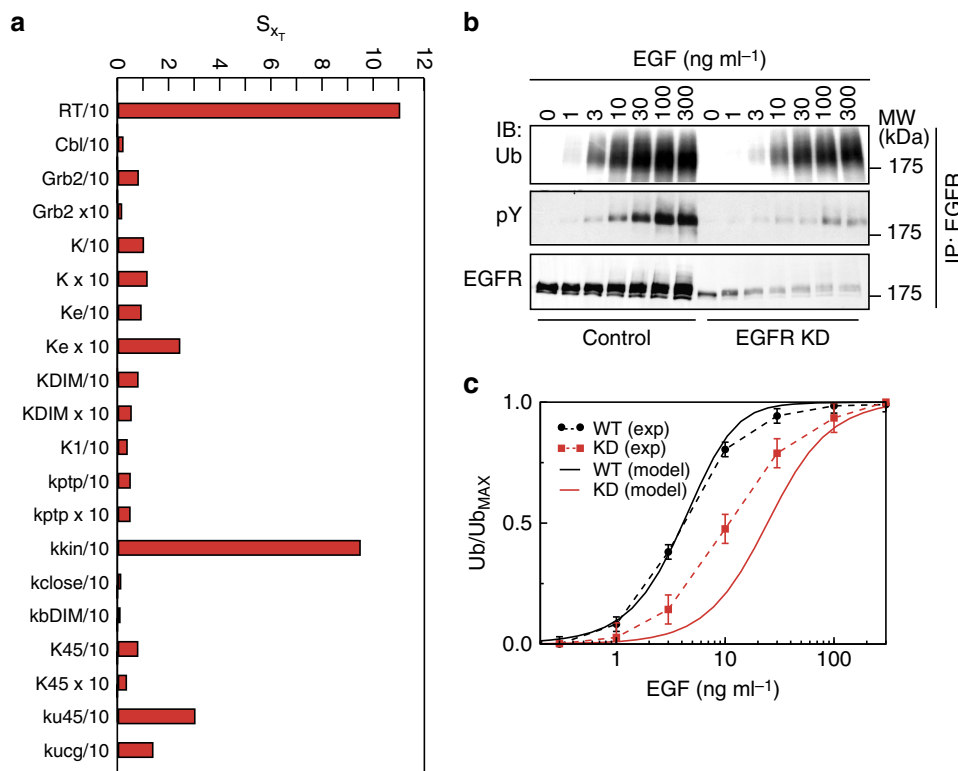 a
S_{x_T}
0 2 4 6 8 10 12
RT/10
Cbl/10
Grb2/10
Grb2 x10
K/10
K x 10
Ke/10
Ke x 10
KDIM/10
KDIM x 10
K1/10
kptp/10
kptp x 10
kkin/10
kclose/10
kbDIM/10
K45/10
K45 x 10
ku45/10
kucg/10
b
EGF (ng ml⁻¹)
0 1 3 10 30 100 300 0 1 3 10 30 100 300
MW
(kDa)
IB:
Ub
175
pY
175
EGFR
175
IP: EGFR
Control
EGFR KD
c
1.0
0.5
0.0
Ub/Ub_{MAX}
WT (exp)
KD (exp)
WT (model)
KD (model)
1 10 100
EGF (ng ml⁻¹)